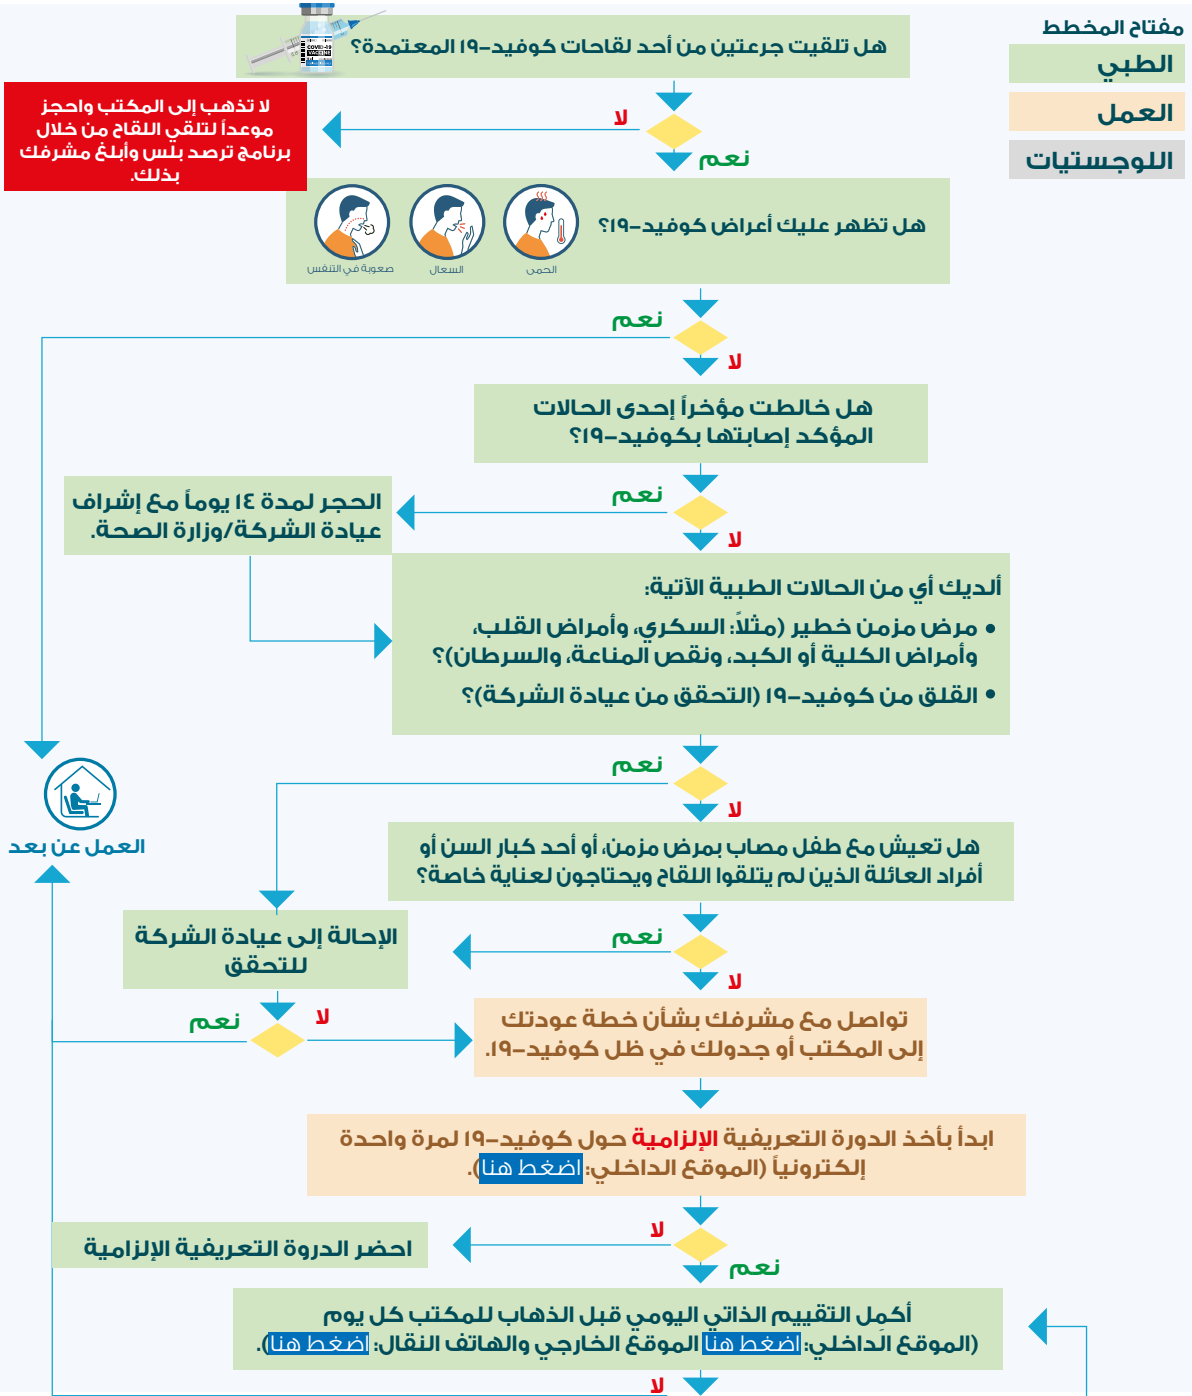 مفتاح المخطط
الطبي
العمل
اللوجستيات
هل تلقيت جرعتين من أحد لقاحات كوفيد-١٩ المعتمدة؟
COVID-19
VACCINE
لا
نعم
لا تذهب إلى المكتب واحجز
موعداً لتلقي اللقاح من خلال
برنامج ترصد بلس وأبلغ مشرفك
بذلك.
هل تظهر عليك أعراض كوفيد-١٩؟
الحمى
السعال
صعوبة في التنفس
نعم
لا
هل خالطت مؤخراً إحدى الحالات
المؤكد إصابتها بكوفيد-١٩؟
نعم
لا
الحجر لمدة ١٤ يوماً مع إشراف
عيادة الشركة/وزارة الصحة.
ألديك أي من الحالات الطبية الآتية:
• مرض مزمن خطير (مثلاً: السكري، وأمراض القلب،
وأمراض الكلية أو الكبد، ونقص المناعة، والسرطان)؟
• القلق من كوفيد-١٩ (التحقق من عيادة الشركة)؟
نعم
لا
العمل عن بعد
هل تعيش مع طفل مصاب بمرض مزمن، أو أحد كبار السن أو
أفراد العائلة الذين لم يتلقوا اللقاح ويحتاجون لعناية خاصة؟
نعم
لا
الإحالة إلى عيادة الشركة
للتحقق
لا
نعم
تواصل مع مشرفك بشأن خطة عودتك
إلى المكتب أو جدولك في ظل كوفيد-١٩.
ابدأ بأخذ الدورة التعريفية الإلزامية حول كوفيد-١٩ لمرة واحدة
إلكترونياً (الموقع الداخلي: اضغط هنا).
لا
نعم
احضر الدروة التعريفية الإلزامية
أكمل التقييم الذاتي اليومي قبل الذهاب للمكتب كل يوم
(الموقع الداخلي: اضغط هنا الموقع الخارجي والهاتف النقال: اضغط هنا).
لا